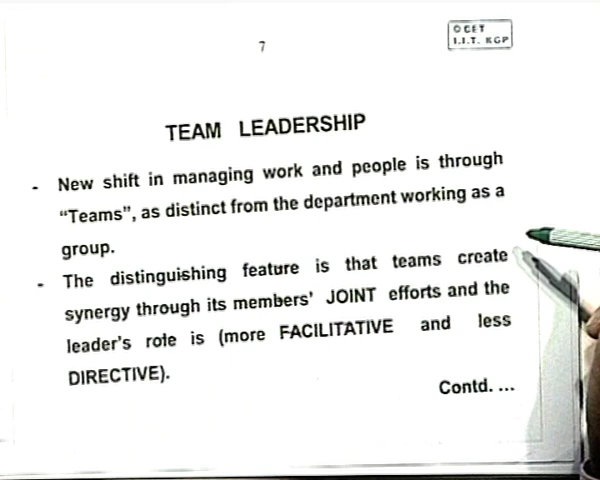 7
© CET
I.I.T. KGP
TEAM LEADERSHIP
- New shift in managing work and people is through
“Teams”, as distinct from the department working as a
group.
- The distinguishing feature is that teams create
synergy through its members’ JOINT efforts and the
leader's role is (more FACILITATIVE and less
DIRECTIVE).
Contd. ...